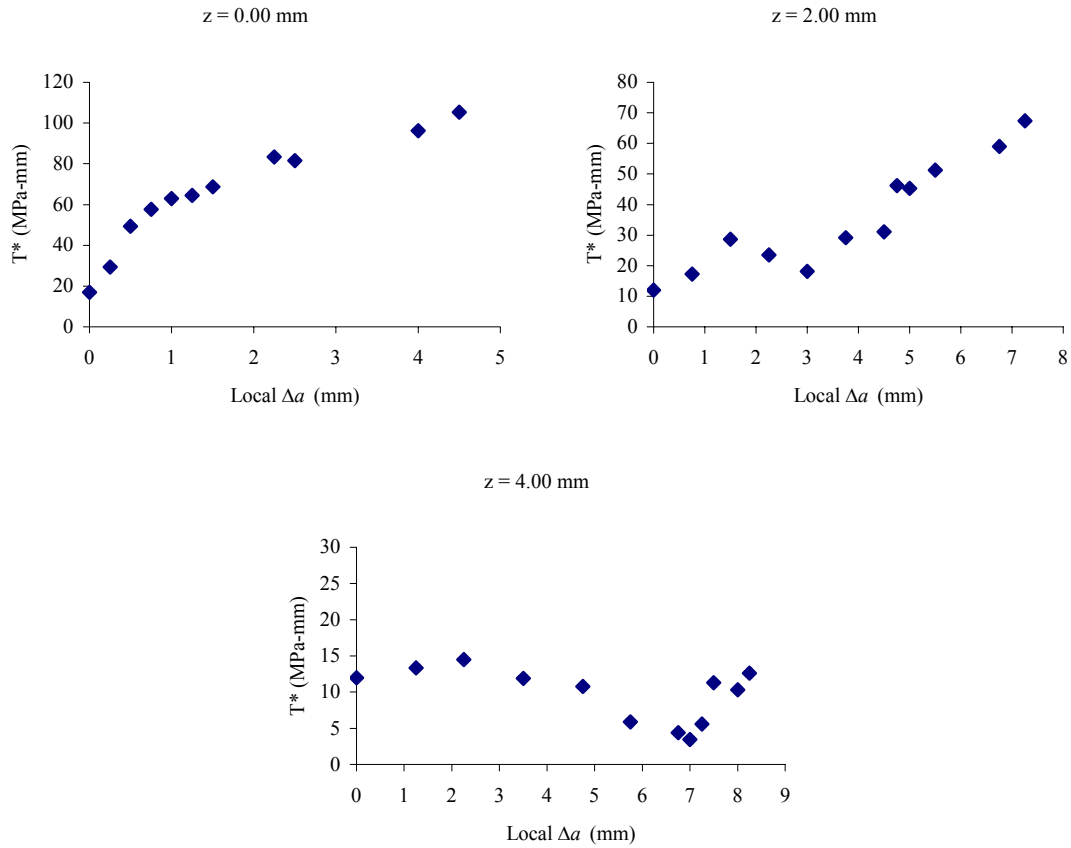 z = 0.00 mm
T* (MPa-mm)
120
100
80
60
40
20
0
0 1 2 3 4 5
Local Δa (mm)
z = 2.00 mm
T* (MPa-mm)
80
70
60
50
40
30
20
10
0
0 1 2 3 4 5 6 7 8
Local Δa (mm)
z = 4.00 mm
T* (MPa-mm)
30
25
20
15
10
5
0
0 1 2 3 4 5 6 7 8 9
Local Δa (mm)